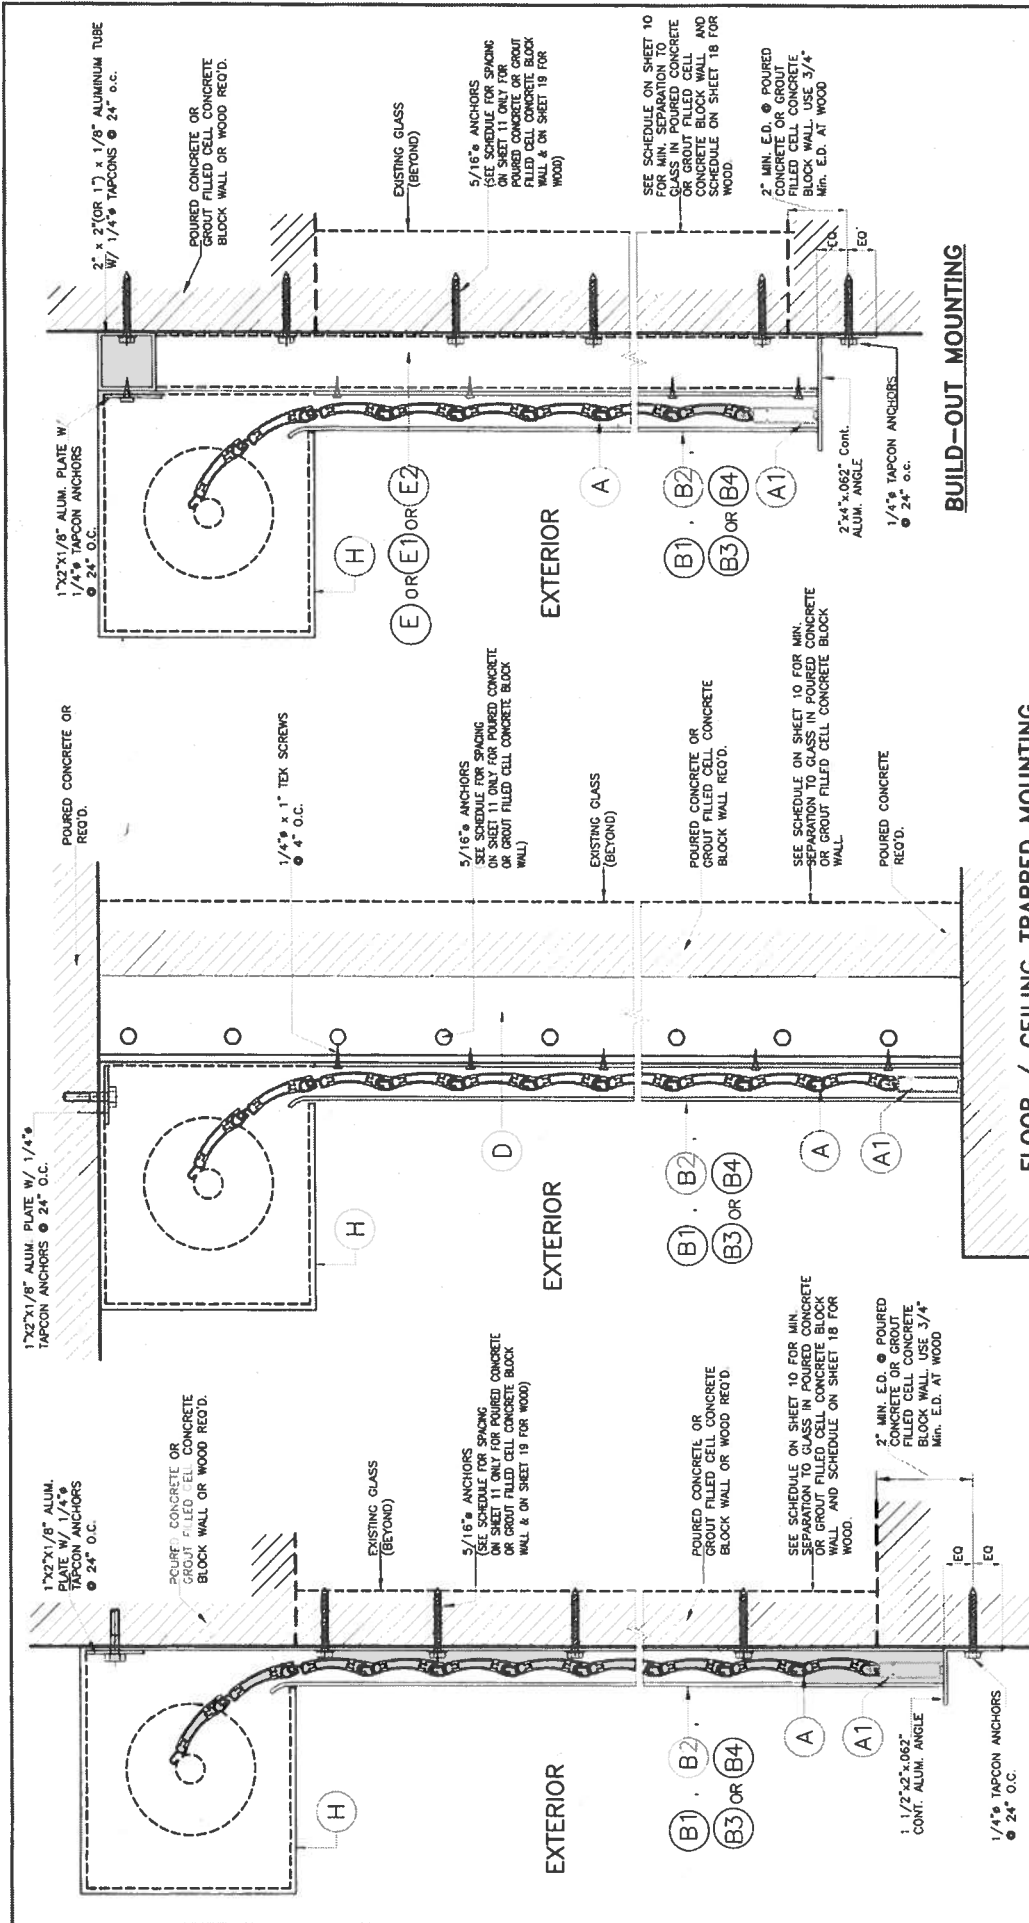 1"X2"X1/8" ALUM.
PLATE W/ 1/4"ø
TAPCON ANCHORS
@ 24" O.C.
POURED CONCRETE OR
GROUT FILLED CELL CONCRETE
BLOCK WALL OR WOOD REQ'D.
EXISTING GLASS
(BEYOND)
5/16"ø ANCHORS
(SEE SCHEDULE FOR SPACING
ON SHEET 11 ONLY FOR POURED CONCRETE
OR GROUT FILLED CELL CONCRETE BLOCK
WALL & ON SHEET 19 FOR WOOD)
POURED CONCRETE OR
GROUT FILLED CELL CONCRETE
BLOCK WALL OR WOOD REQ'D.
SEE SCHEDULE ON SHEET 10 FOR MIN.
SEPARATION TO GLASS IN POURED CONCRETE
OR GROUT FILLED CELL CONCRETE BLOCK
WALL AND SCHEDULE ON SHEET 18 FOR
WOOD.
2" MIN. E.D. @ POURED
CONCRETE OR GROUT
FILLED CELL CONCRETE
BLOCK WALL. USE 3/4"
Min. E.D. AT WOOD
EQ
EQ
H
EXTERIOR
B1 , B2 ,
B3 OR B4
A
A1
1 1/2"x2"x.062"
CONT. ALUM. ANGLE
1/4"ø TAPCON ANCHORS
@ 24" O.C.
1"X2"X1/8" ALUM. PLATE W/ 1/4"ø
TAPCON ANCHORS @ 24" O.C.
POURED CONCRETE OR
REQ'D.
1/4"ø x 1" TEK SCREWS
@ 4" O.C.
5/16"ø ANCHORS
SEE SCHEDULE FOR SPACING
ON SHEET 11 ONLY FOR POURED CONCRETE
OR GROUT FILLED CELL CONCRETE BLOCK
WALL)
EXISTING GLASS
(BEYOND)
POURED CONCRETE OR
GROUT FILLED CELL CONCRETE
BLOCK WALL REQ'D.
SEE SCHEDULE ON SHEET 10 FOR MIN.
SEPARATION TO GLASS IN POURED CONCRETE
OR GROUT FILLED CELL CONCRETE BLOCK
WALL
POURED CONCRETE
REQ'D.
H
D
EXTERIOR
B1 , B2 ,
B3 OR B4
A
A1
FLOOR / CEILING TRAPPED MOUNTING
1"X2"X1/8" ALUM. PLATE W/
1/4"ø TAPCON ANCHORS
@ 24" O.C.
2" x 2"(OR 1") x 1/8" ALUMINUM TUBE
W/ 1/4"ø TAPCONS @ 24" o.c.
POURED CONCRETE OR
GROUT FILLED CELL CONCRETE
BLOCK WALL OR WOOD REQ'D.
EXISTING GLASS
(BEYOND)
5/16"ø ANCHORS
(SEE SCHEDULE FOR SPACING
ON SHEET 11 ONLY FOR
POURED CONCRETE OR GROUT
FILLED CELL CONCRETE BLOCK
WALL & ON SHEET 19 FOR
WOOD)
SEE SCHEDULE ON SHEET 10
FOR MIN. SEPARATION TO
GLASS IN POURED CONCRETE
OR GROUT FILLED CELL
CONCRETE BLOCK WALL AND
SCHEDULE ON SHEET 18 FOR
WOOD.
2" MIN. E.D. @ POURED
CONCRETE OR GROUT
FILLED CELL CONCRETE
BLOCK WALL. USE 3/4"
Min. E.D. AT WOOD
EQ.
EQ.
H
E OR E1 OR E2
EXTERIOR
A
B1 , B2 ,
B3 OR B4
A1
2"x4"x.062" Cont.
ALUM. ANGLE
1/4"ø TAPCON ANCHORS
@ 24" o.c.
BUILD-OUT MOUNTING